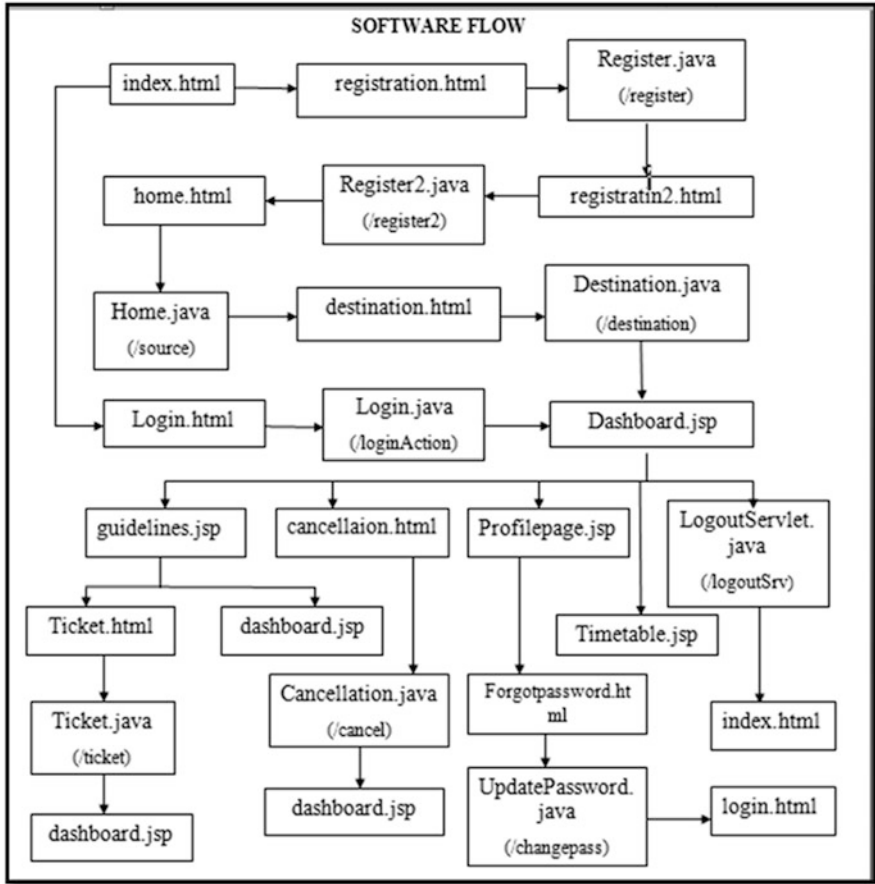 SOFTWARE FLOW
index.html
registration.html
Register.java
(/register)
home.html
Register2.java
(/register2)
registratin2.html
Home.java
(/source)
destination.html
Destination.java
(/destination)
Login.html
Login.java
(/loginAction)
Dashboard.jsp
guidelines.jsp
cancellaion.html
Profilepage.jsp
LogoutServlet.
java
(/logoutSrv)
Ticket.html
dashboard.jsp
Timetable.jsp
Ticket.java
(/ticket)
Cancellation.java
(/cancel)
Forgotpassword.ht
ml
index.html
dashboard.jsp
dashboard.jsp
UpdatePassword.
java
(/changepass)
login.html